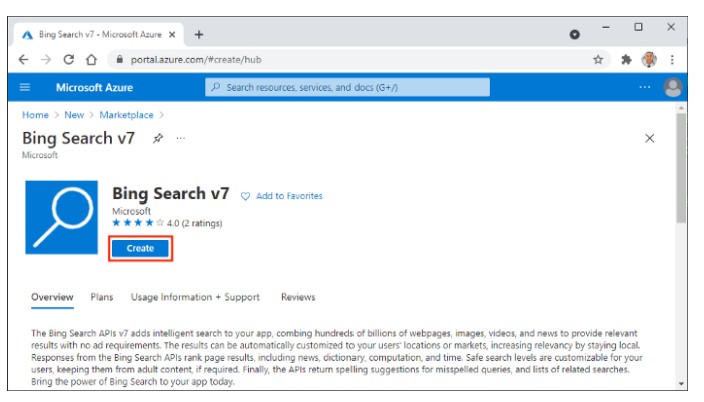 Bing Search v7 - Microsoft Azure
portal.azure.com/#create/hub
Microsoft Azure
Search resources, services, and docs (G+/)
Home > New > Marketplace >
Bing Search v7
Microsoft
Bing Search v7
Add to Favorites
Microsoft
4.0 (2 ratings)
Create
Overview Plans Usage Information + Support Reviews
The Bing Search APIs v7 adds intelligent search to your app, combing hundreds of billions of webpages, images, videos, and news to provide relevant
results with no ad requirements. The results can be automatically customized to your users' locations or markets, increasing relevancy by staying local.
Responses from the Bing Search APIs rank page results, including news, dictionary, computation, and time. Safe search levels are customizable for your
users, keeping them from adult content, if required. Finally, the APIs return spelling suggestions for misspelled queries, and lists of related searches.
Bring the power of Bing Search to your app today.